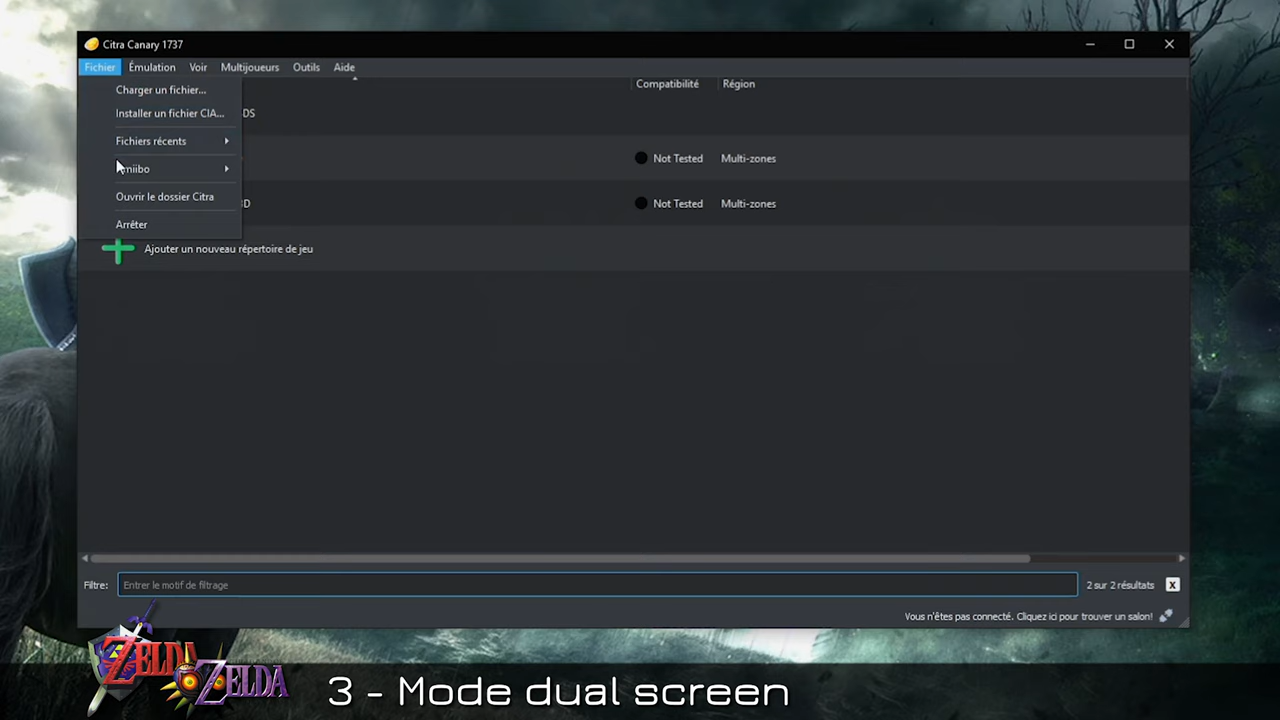 Citra Canary 1737
Fichier Émulation Voir Multijoueurs Outils Aide
Compatibilité Région
Charger un fichier...
Installer un fichier CIA... DS
Fichiers récents
Not Tested Multi-zones
Ouvrir le dossier Citra
Not Tested Multi-zones
Arrêter
Ajouter un nouveau répertoire de jeu
Filtre: Entrer le motif de filtrage 2 sur 2 résultats X
Vous n'êtes pas connecté. Cliquez ici pour trouver un salon!
ZELDA
ZELDA
3 - Mode dual screen